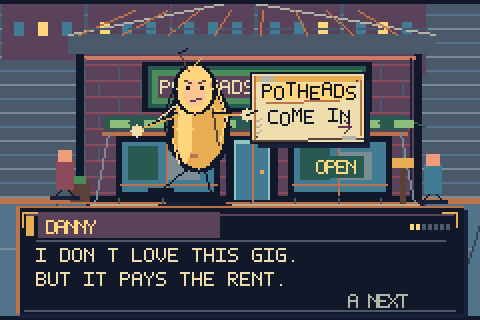 POTHEADS
COME IN
OPEN
DANNY
I DON T LOVE THIS GIG.
BUT IT PAYS THE RENT.
A NEXT